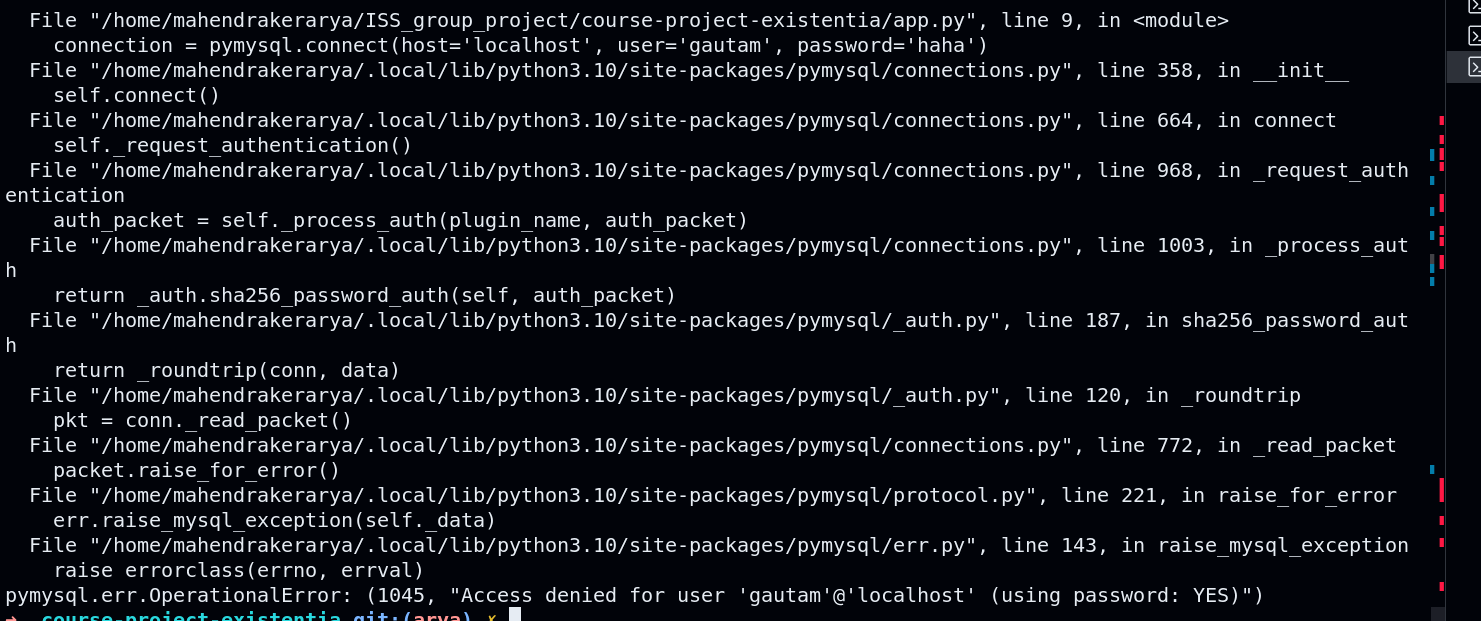 File "/home/mahendrakerarya/ISS_group_project/course-project-existentia/app.py", line 9, in <module>
    connection = pymysql.connect(host='localhost', user='gautam', password='haha')
  File "/home/mahendrakerarya/.local/lib/python3.10/site-packages/pymysql/connections.py", line 358, in __init__
    self.connect()
  File "/home/mahendrakerarya/.local/lib/python3.10/site-packages/pymysql/connections.py", line 664, in connect
    self._request_authentication()
  File "/home/mahendrakerarya/.local/lib/python3.10/site-packages/pymysql/connections.py", line 968, in _request_auth
entication
    auth_packet = self._process_auth(plugin_name, auth_packet)
  File "/home/mahendrakerarya/.local/lib/python3.10/site-packages/pymysql/connections.py", line 1003, in _process_aut
h
    return _auth.sha256_password_auth(self, auth_packet)
  File "/home/mahendrakerarya/.local/lib/python3.10/site-packages/pymysql/_auth.py", line 187, in sha256_password_aut
h
    return _roundtrip(conn, data)
  File "/home/mahendrakerarya/.local/lib/python3.10/site-packages/pymysql/_auth.py", line 120, in _roundtrip
    pkt = conn._read_packet()
  File "/home/mahendrakerarya/.local/lib/python3.10/site-packages/pymysql/connections.py", line 772, in _read_packet
    packet.raise_for_error()
  File "/home/mahendrakerarya/.local/lib/python3.10/site-packages/pymysql/protocol.py", line 221, in raise_for_error
    err.raise_mysql_exception(self._data)
  File "/home/mahendrakerarya/.local/lib/python3.10/site-packages/pymysql/err.py", line 143, in raise_mysql_exception
    raise errorclass(errno, errval)
pymysql.err.OperationalError: (1045, "Access denied for user 'gautam'@'localhost' (using password: YES)")
➜  course-project-existentia git:(arya) ✗